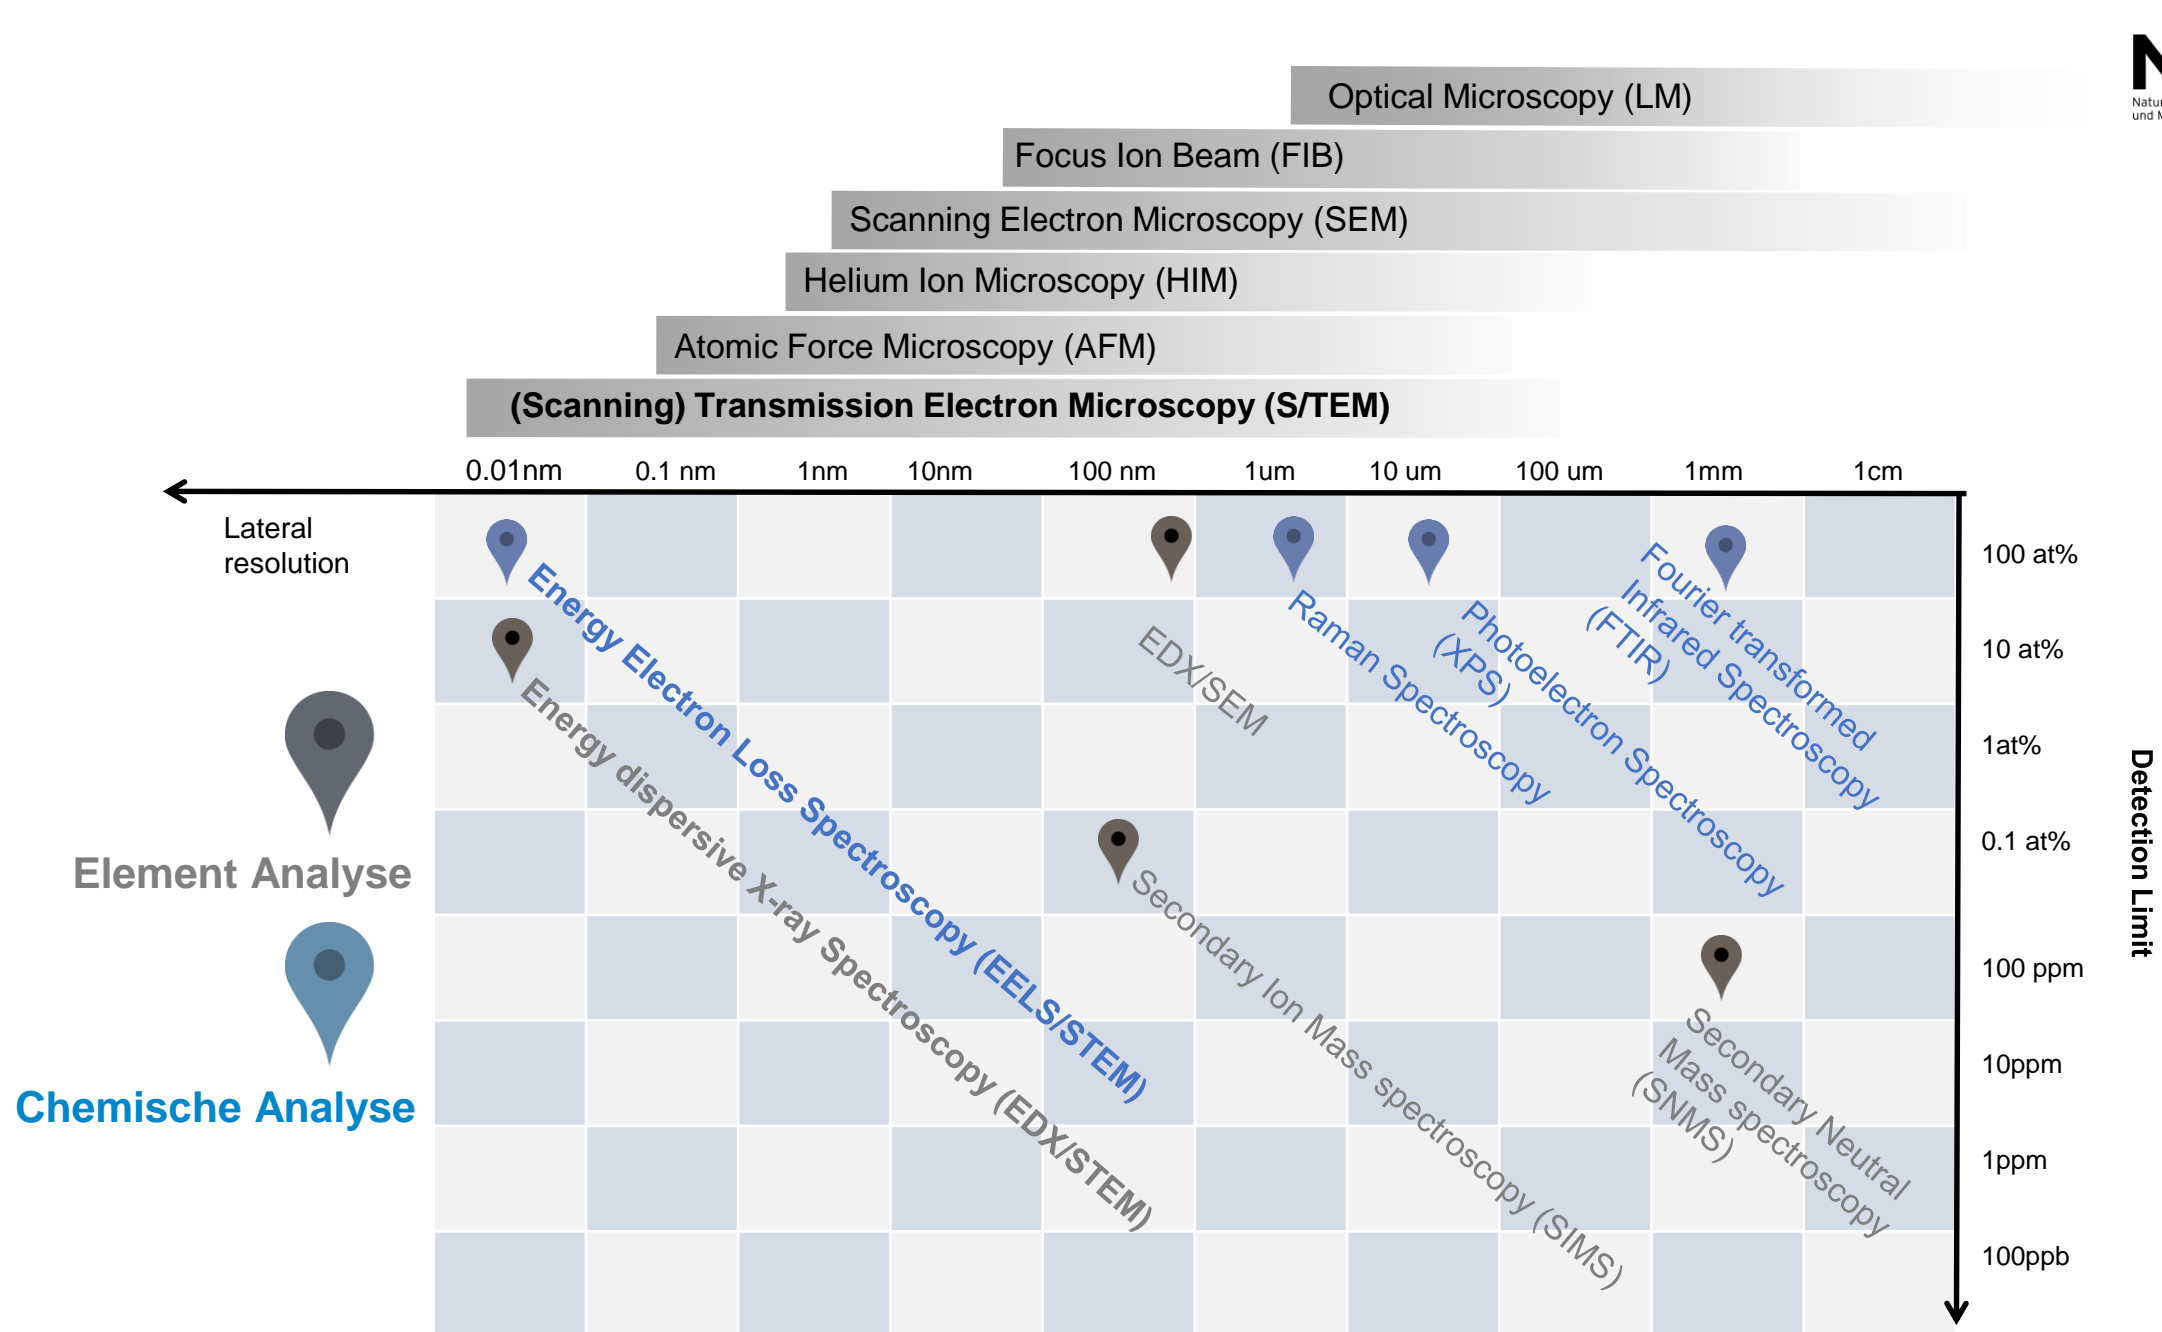 Optical Microscopy (LM)
Focus Ion Beam (FIB)
Scanning Electron Microscopy (SEM)
Helium Ion Microscopy (HIM)
Atomic Force Microscopy (AFM)
(Scanning) Transmission Electron Microscopy (S/TEM)
0.01nm 0.1 nm 1nm 10nm 100 nm 1um 10 um 100 um 1mm 1cm
Lateral
resolution
100 at%
10 at%
1at%
0.1 at%
100 ppm
10ppm
1ppm
100ppb
Detection Limit
Energy Electron Loss Spectroscopy (EELS/STEM)
Energy dispersive X-ray Spectroscopy (EDX/STEM)
EDX/SEM
Raman Spectroscopy
Photoelectron Spectroscopy
(XPS)
Fourier transformed
Infrared Spectroscopy
(FTIR)
Secondary Ion Mass spectroscopy (SIMS)
Secondary Neutral
Mass spectroscopy
(SNMS)
Element Analyse
Chemische Analyse